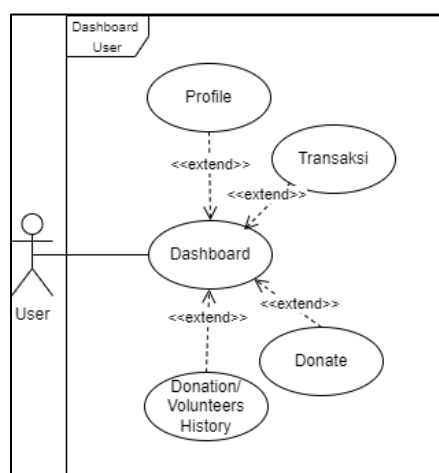 Dashboard
User
Profile
<<extend>>
Transaksi
<<extend>>
Dashboard
User
<<extend>>
<<extend>>
Donate
Donation/
Volunteers
History